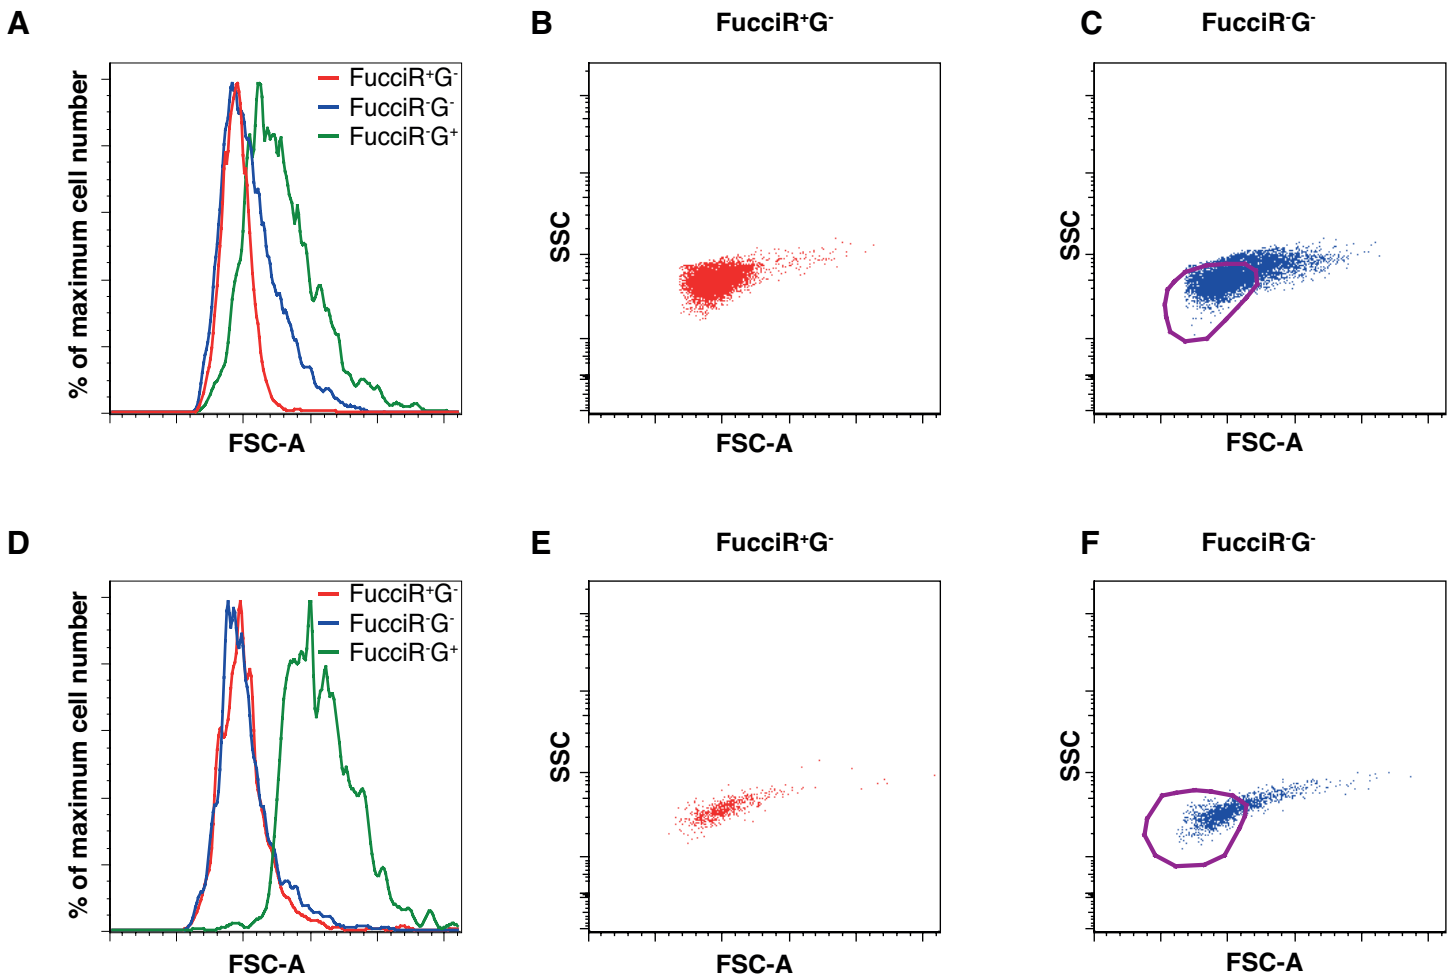 A
% of maximum cell number
FucciR⁺G⁻
FucciR⁻G⁻
FucciR⁻G⁺
FSC-A
B
FucciR⁺G⁻
SSC
FSC-A
C
FucciR⁻G⁻
SSC
FSC-A
D
% of maximum cell number
FucciR⁺G⁻
FucciR⁻G⁻
FucciR⁻G⁺
FSC-A
E
FucciR⁺G⁻
SSC
FSC-A
F
FucciR⁻G⁻
SSC
FSC-A